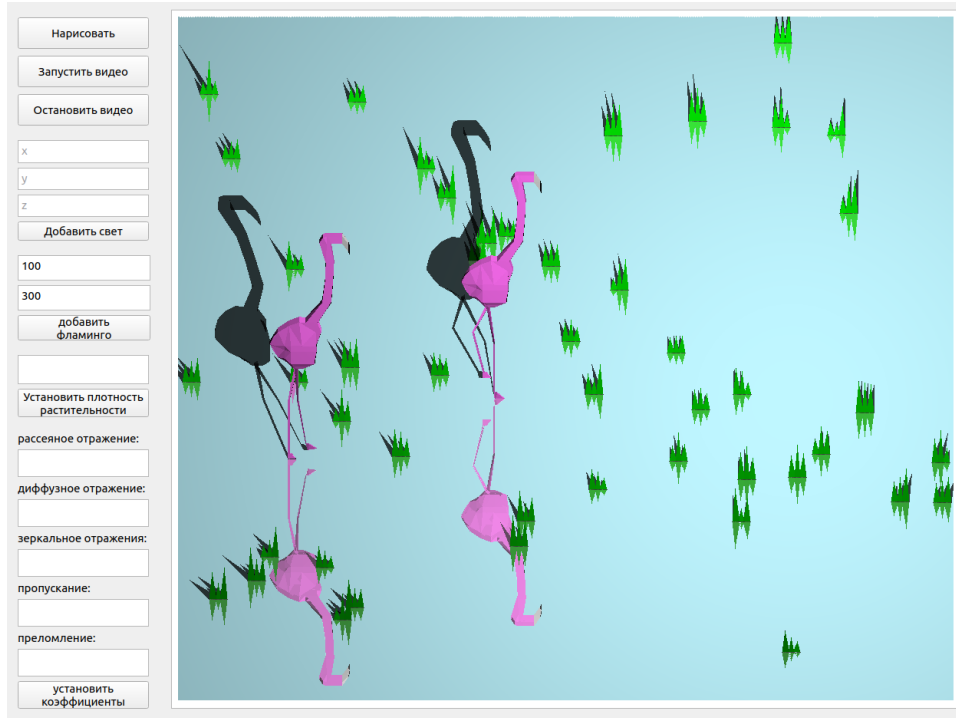 Нарисовать
Запустить видео
Остановить видео
x
y
z
Добавить свет
100
300
добавить
фламинго
Установить плотность
растительности
рассеяное отражение:
диффузное отражение:
зеркальное отражения:
пропускание:
преломление:
установить
коэффициенты